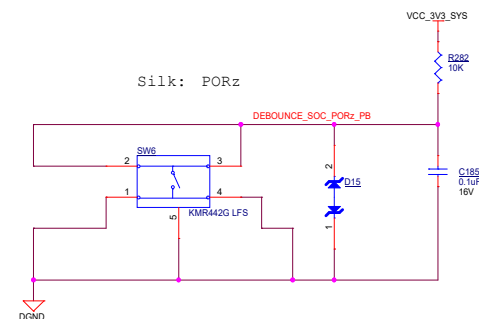 VCC_3V3_SYS
R282
10K
Silk: PORz
DEBOUNCE_SOC_PORz_PB
SW6
2 3
1 4
5
KMR442G LFS
2
D15
1
C185
0.1uF
16V
DGND